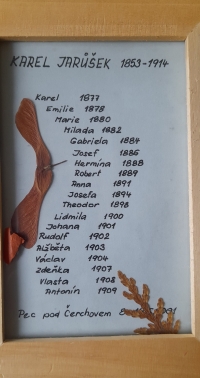 KAREL JARŮŠEK 1853-1914
Karel 1877
Emilie 1878
Marie 1880
Milada 1882
Gabriela 1884
Josef 1886
Hermína 1888
Robert 1889
Anna 1891
Josefa 1894
Theodor 1898
Lidmila 1900
Johana 1901
Rudolf 1902
Alžběta 1903
Václav 1904
Zdeňka 1907
Vlasta 1908
Antonín 1909
Pec pod Čerchovem